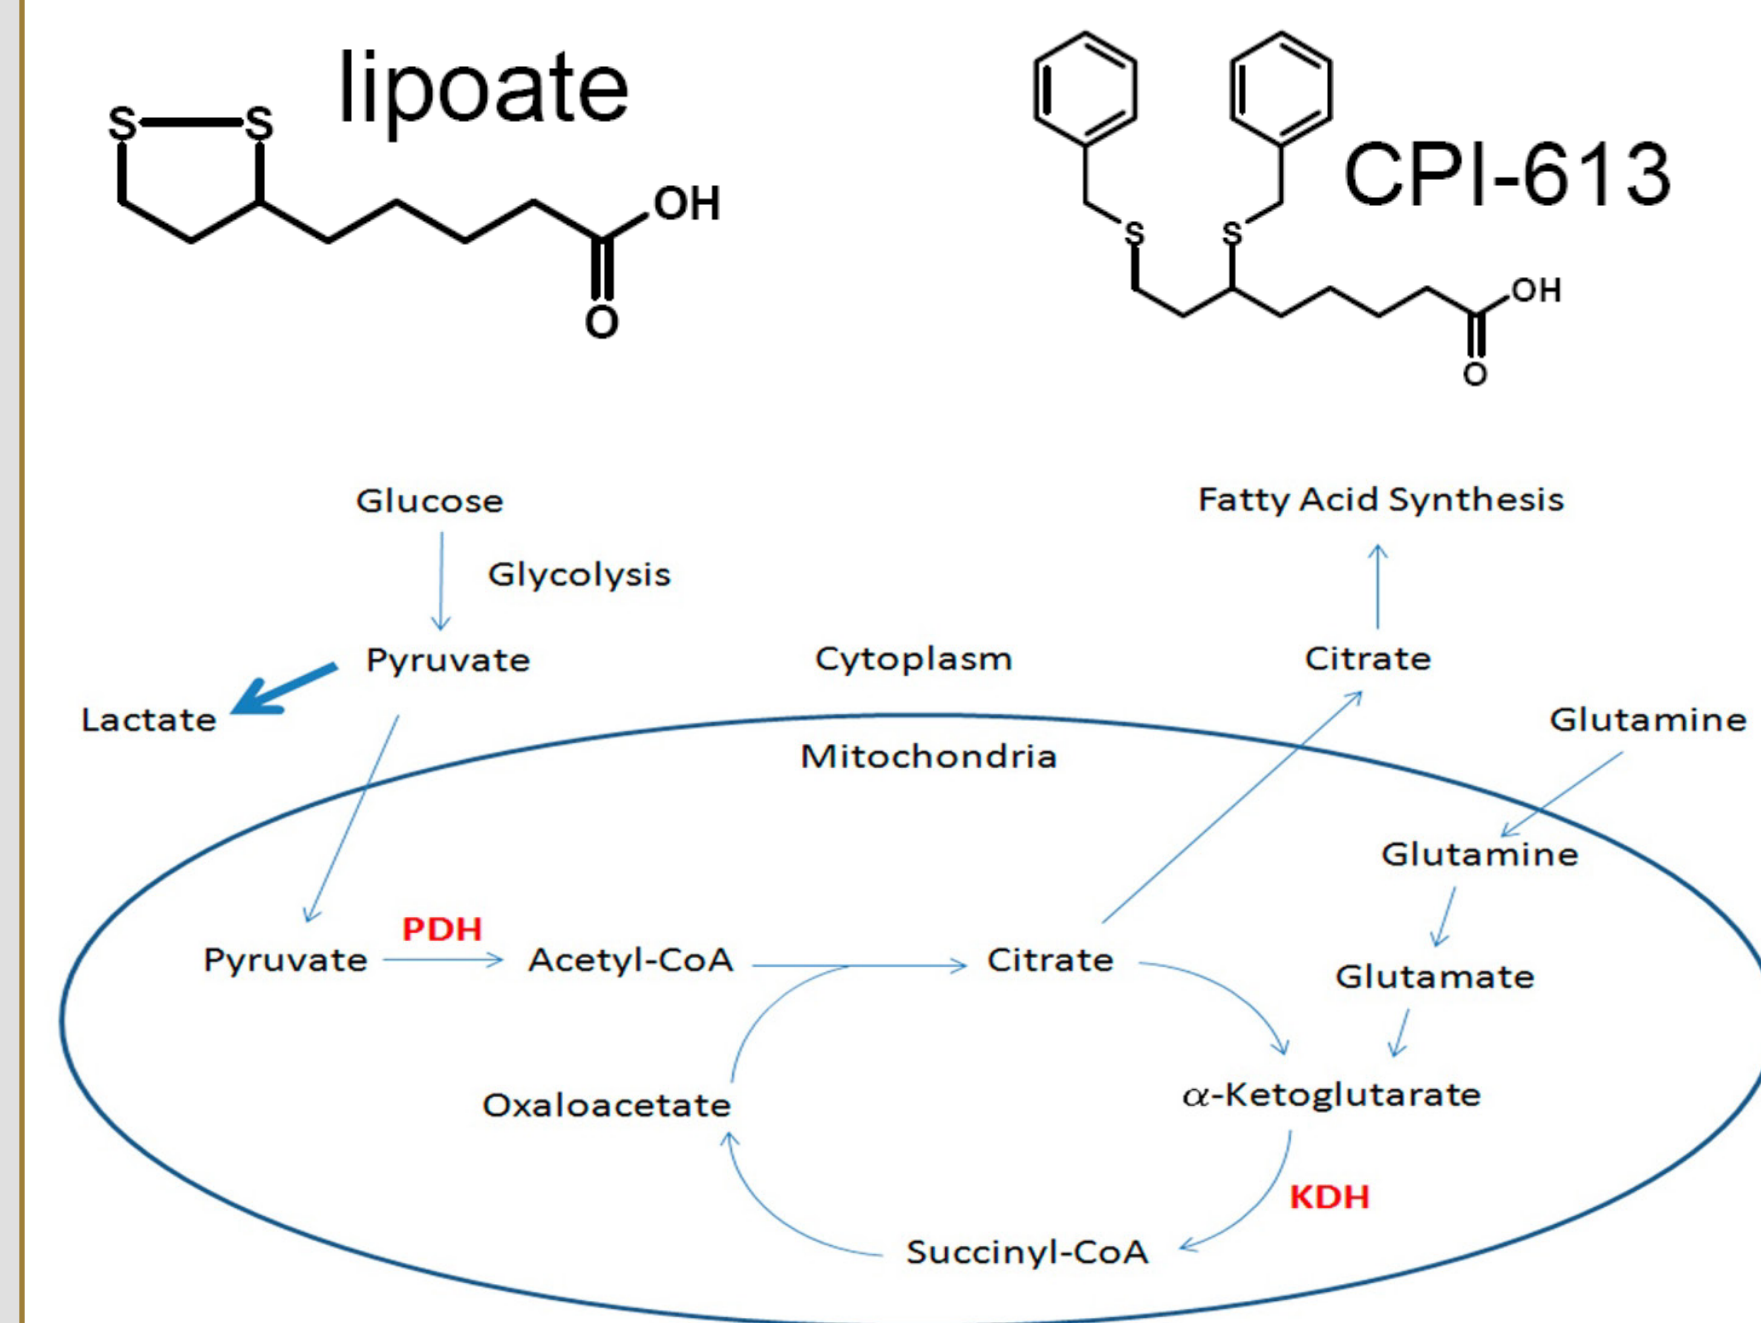 lipoate
S S
OH
O
CPI-613
S S
OH
O
Glucose
Glycolysis
Pyruvate
Lactate
Cytoplasm
Mitochondria
Fatty Acid Synthesis
Citrate
Glutamine
Glutamine
Glutamate
Pyruvate
PDH
Acetyl-CoA
Citrate
Oxaloacetate
α-Ketoglutarate
KDH
Succinyl-CoA